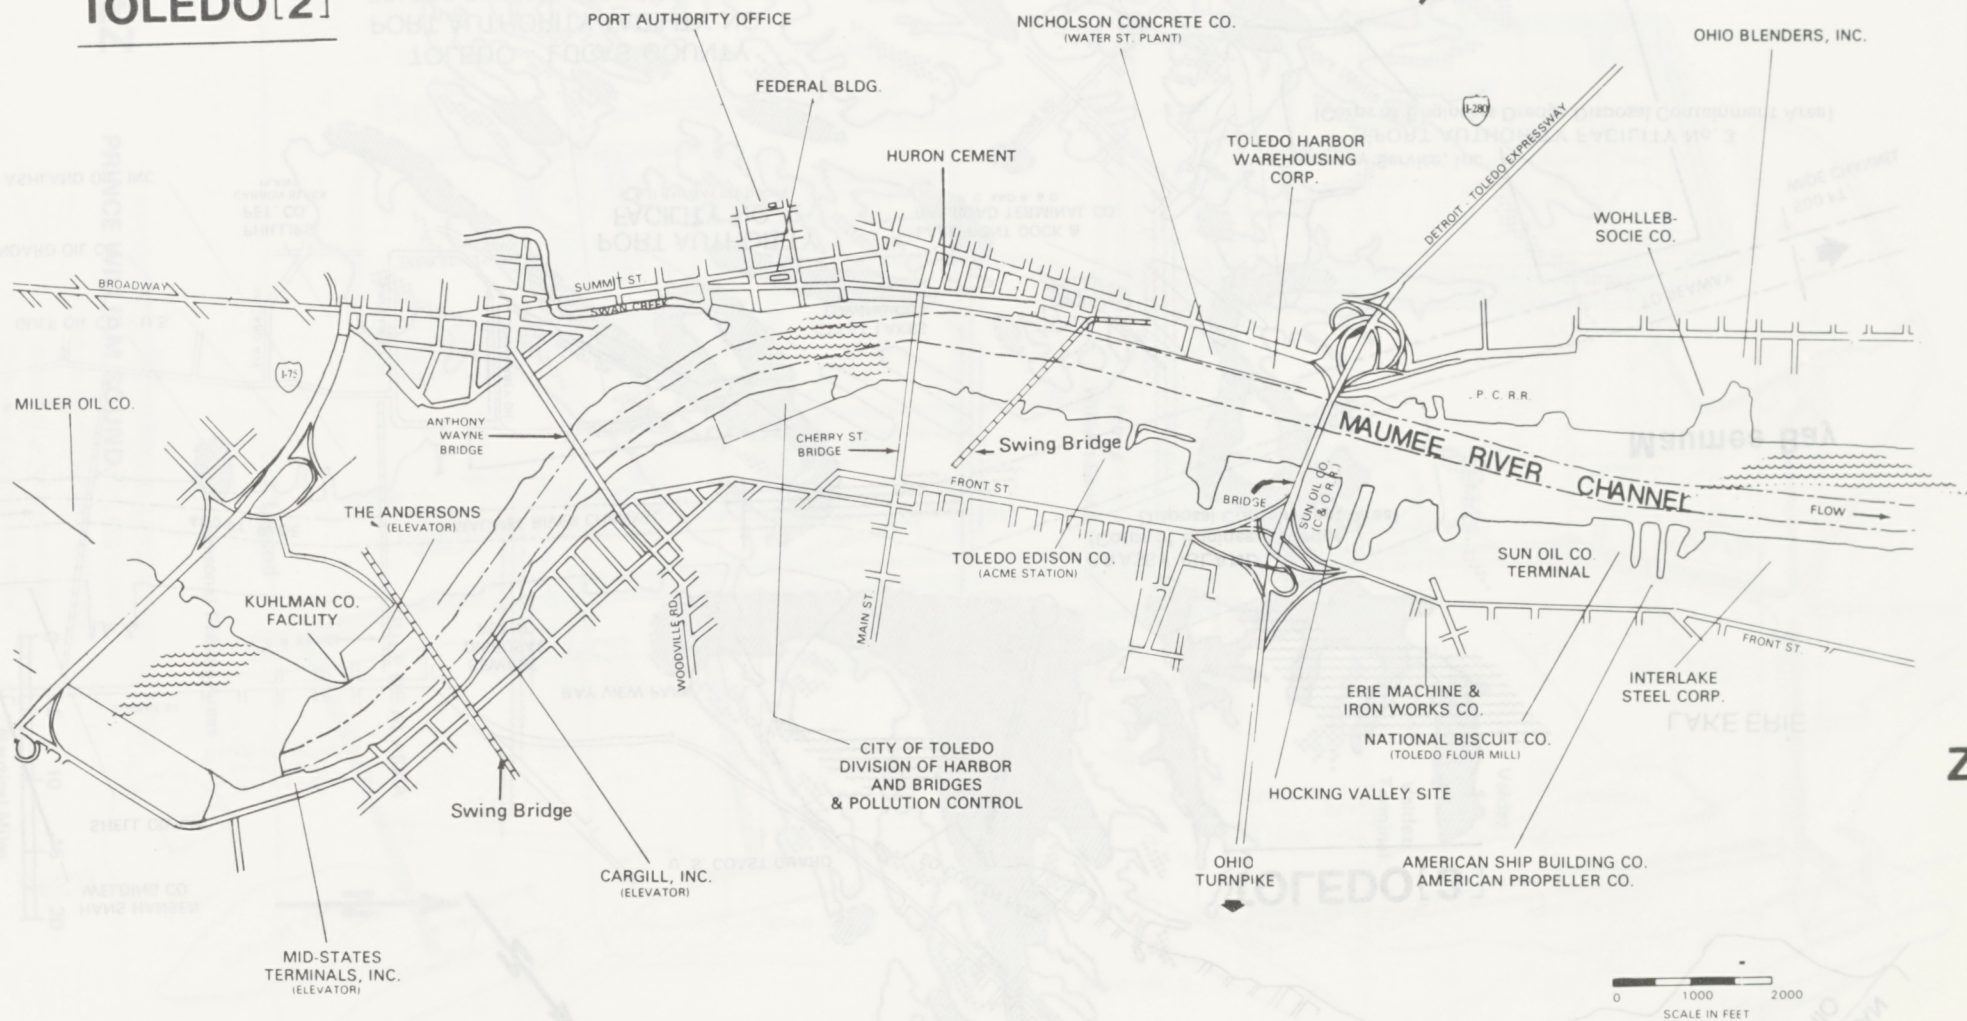 TOLEDO [2]
PORT AUTHORITY OFFICE
NICHOLSON CONCRETE CO.
(WATER ST. PLANT)
OHIO BLENDERS, INC.
FEDERAL BLDG.
I-280
HURON CEMENT
TOLEDO HARBOR
WAREHOUSING
CORP.
DETROIT - TOLEDO EXPRESSWAY
WOHLLEB-
SOCIE CO.
BROADWAY
SUMMIT ST.
SWAN CREEK
I-75
MILLER OIL CO.
P. C. R.R.
ANTHONY
WAYNE
BRIDGE
CHERRY ST.
BRIDGE
Swing Bridge
MAUMEE RIVER CHANNEL
FLOW
FRONT ST.
BRIDGE
SUN OIL CO.
(C & O R R)
THE ANDERSONS
(ELEVATOR)
TOLEDO EDISON CO.
(ACME STATION)
SUN OIL CO.
TERMINAL
KUHLMAN CO.
FACILITY
WOODVILLE RD.
MAIN ST.
FRONT ST.
INTERLAKE
STEEL CORP.
ERIE MACHINE &
IRON WORKS CO.
NATIONAL BISCUIT CO.
(TOLEDO FLOUR MILL)
CITY OF TOLEDO
DIVISION OF HARBOR
AND BRIDGES
& POLLUTION CONTROL
HOCKING VALLEY SITE
Swing Bridge
CARGILL, INC.
(ELEVATOR)
OHIO
TURNPIKE
AMERICAN SHIP BUILDING CO.
AMERICAN PROPELLER CO.
MID-STATES
TERMINALS, INC.
(ELEVATOR)
0 1000 2000
SCALE IN FEET